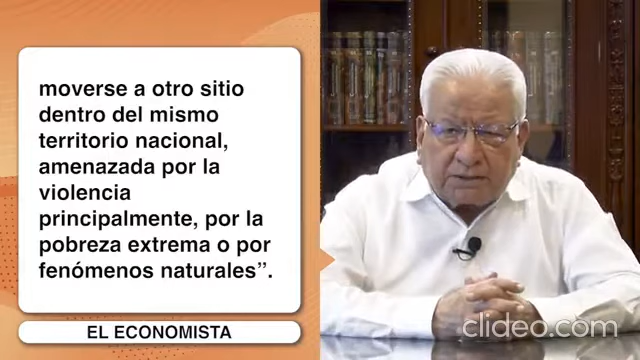 moverse a otro sitio
dentro del mismo
territorio nacional,
amenazada por la
violencia
principalmente, por la
pobreza extrema o por
fenómenos naturales”.
EL ECONOMISTA
clideo.com